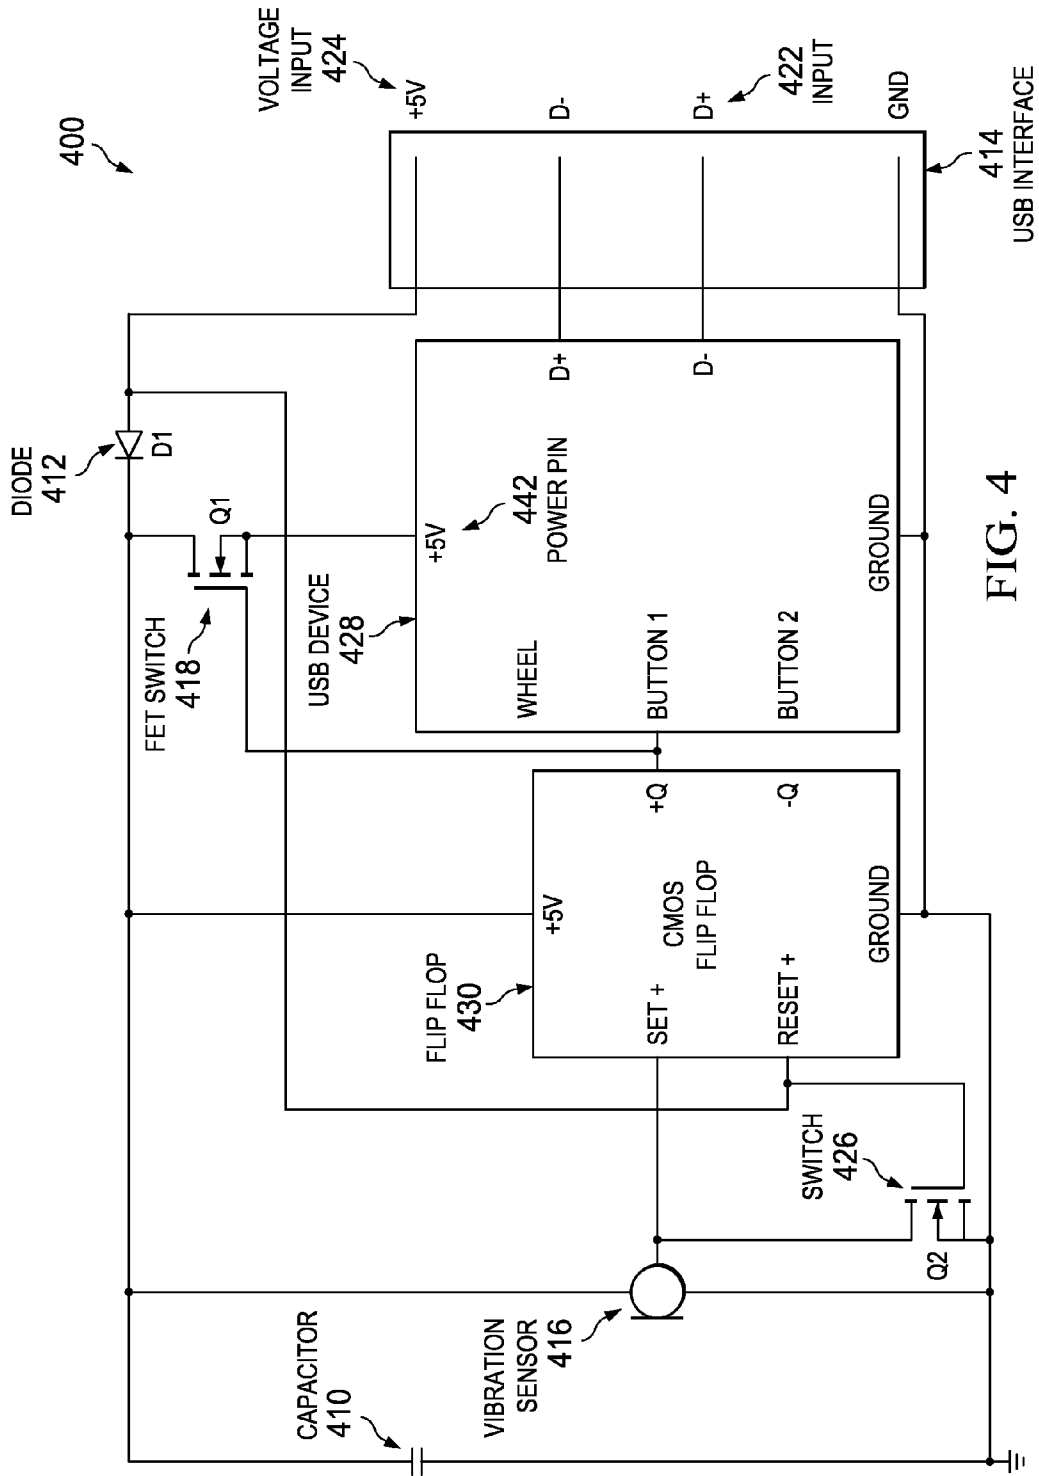 400
VOLTAGE
INPUT
424
+5V
D-
D+
422
INPUT
GND
414
USB INTERFACE
DIODE
412
D1
Q1
FET SWITCH
418
USB DEVICE
428
+5V
442
POWER PIN
D+
D-
WHEEL
BUTTON 1
BUTTON 2
GROUND
FLIP FLOP
430
+5V
+Q
-Q
CMOS
FLIP FLOP
SET +
RESET +
GROUND
SWITCH
426
Q2
VIBRATION
SENSOR
416
CAPACITOR
410
FIG. 4